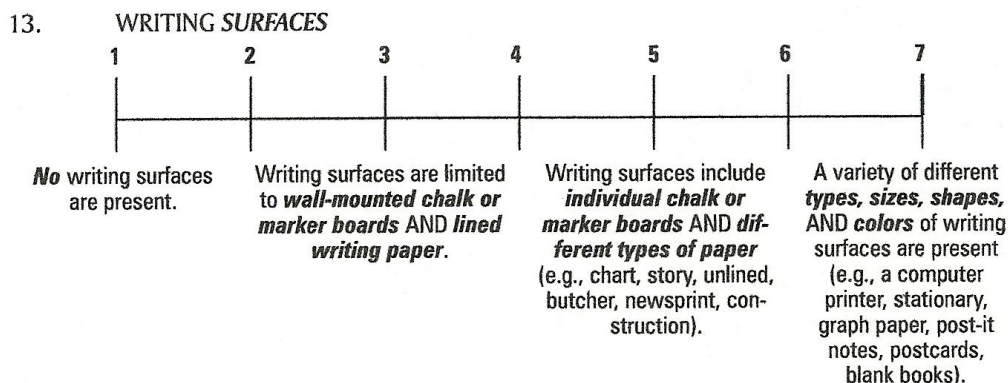 13. WRITING SURFACES
1 2 3 4 5 6 7
No writing surfaces
are present.
Writing surfaces are limited
to wall-mounted chalk or
marker boards AND lined
writing paper.
Writing surfaces include
individual chalk or
marker boards AND dif-
ferent types of paper
(e.g., chart, story, unlined,
butcher, newsprint, con-
struction).
A variety of different
types, sizes, shapes,
AND colors of writing
surfaces are present
(e.g., a computer
printer, stationary,
graph paper, post-it
notes, postcards,
blank books).